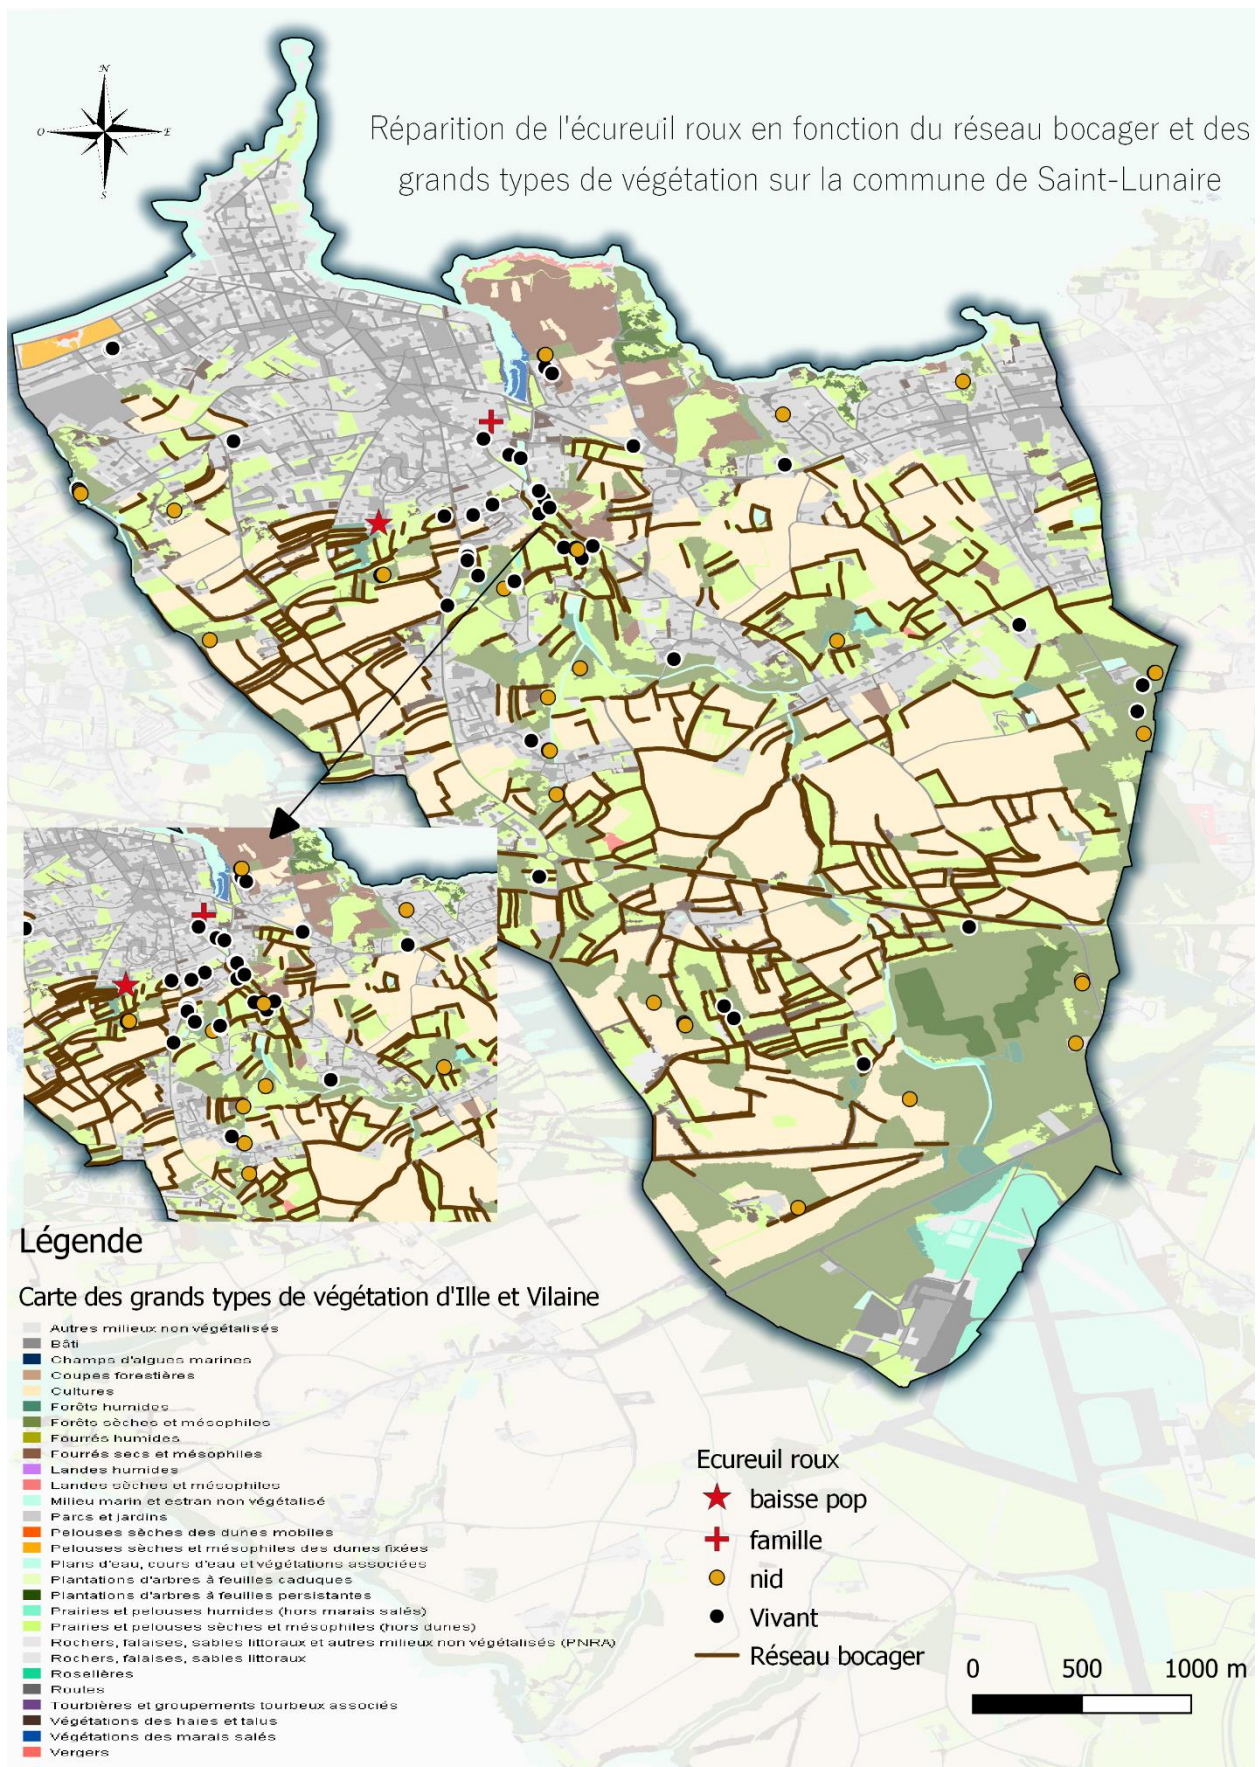 N
O
E
S
Réparition de l'écureuil roux en fonction du réseau bocager et des
grands types de végétation sur la commune de Saint-Lunaire
Légende
Carte des grands types de végétation d'Ille et Vilaine
Autres milieux non végétalisés
Bâti
Champs d'algues marines
Coupes forestières
Cultures
Forêts humides
Forêts sèches et mésophiles
Fourrés humides
Fourrés secs et mésophiles
Landes humides
Landes sèches et mésophiles
Milieu marin et estran non végétalisé
Parcs et jardins
Pelouses sèches des dunes mobiles
Pelouses sèches et mésophiles des dunes fixées
Plans d'eau, cours d'eau et végétations associées
Plantations d'arbres à feuilles caduques
Plantations d'arbres à feuilles persistantes
Prairies et pelouses humides (hors marais salés)
Prairies et pelouses sèches et mésophiles (hors dunes)
Rochers, falaises, sables littoraux et autres milieux non végétalisés (PNRA)
Rochers, falaises, sables littoraux
Roselières
Routes
Tourbières et groupements tourbeux associés
Végétations des haies et talus
Végétations des marais salés
Vergers
Ecureuil roux
baisse pop
famille
nid
Vivant
Réseau bocager
0 500 1000 m